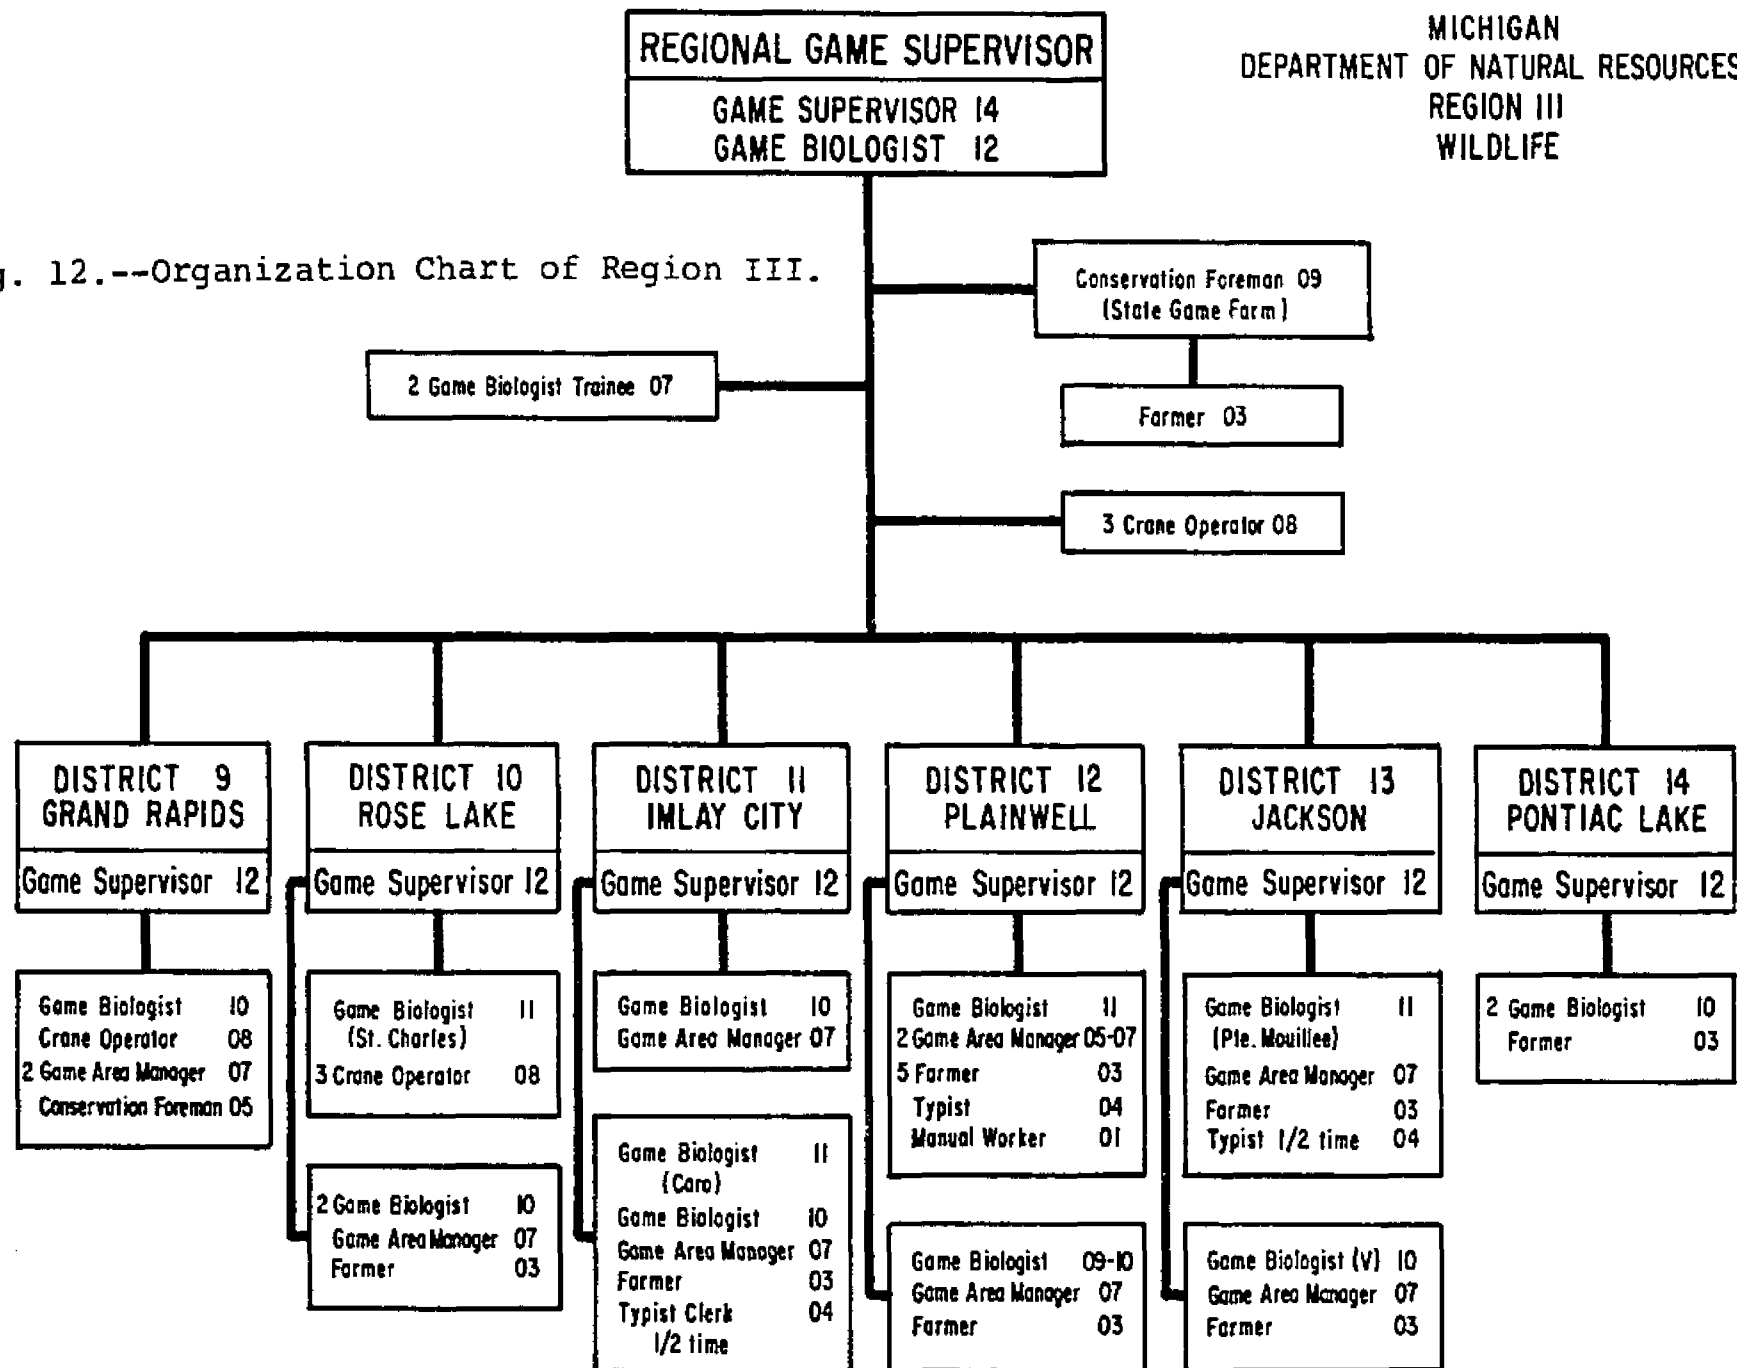 REGIONAL GAME SUPERVISOR
GAME SUPERVISOR 14
GAME BIOLOGIST 12
MICHIGAN
DEPARTMENT OF NATURAL RESOURCES
REGION III
WILDLIFE
g. 12.--Organization Chart of Region III.
Conservation Foreman 09
(State Game Farm)
2 Game Biologist Trainee 07
Farmer 03
3 Crane Operator 08
DISTRICT 9
GRAND RAPIDS
Game Supervisor 12
Game Biologist 10
Crane Operator 08
2 Game Area Manager 07
Conservation Foreman 05
DISTRICT 10
ROSE LAKE
Game Supervisor 12
Game Biologist 11
(St. Charles)
3 Crane Operator 08
2 Game Biologist 10
Game Area Manager 07
Farmer 03
DISTRICT 11
IMLAY CITY
Game Supervisor 12
Game Biologist 10
Game Area Manager 07
Game Biologist 11
(Caro)
Game Biologist 10
Game Area Manager 07
Farmer 03
Typist Clerk 04
1/2 time
DISTRICT 12
PLAINWELL
Game Supervisor 12
Game Biologist 11
2 Game Area Manager 05-07
5 Farmer 03
Typist 04
Manual Worker 01
Game Biologist 09-10
Game Area Manager 07
Farmer 03
DISTRICT 13
JACKSON
Game Supervisor 12
Game Biologist 11
(Pte. Mouillee)
Game Area Manager 07
Farmer 03
Typist 1/2 time 04
Game Biologist (V) 10
Game Area Manager 07
Farmer 03
DISTRICT 14
PONTIAC LAKE
Game Supervisor 12
2 Game Biologist 10
Farmer 03